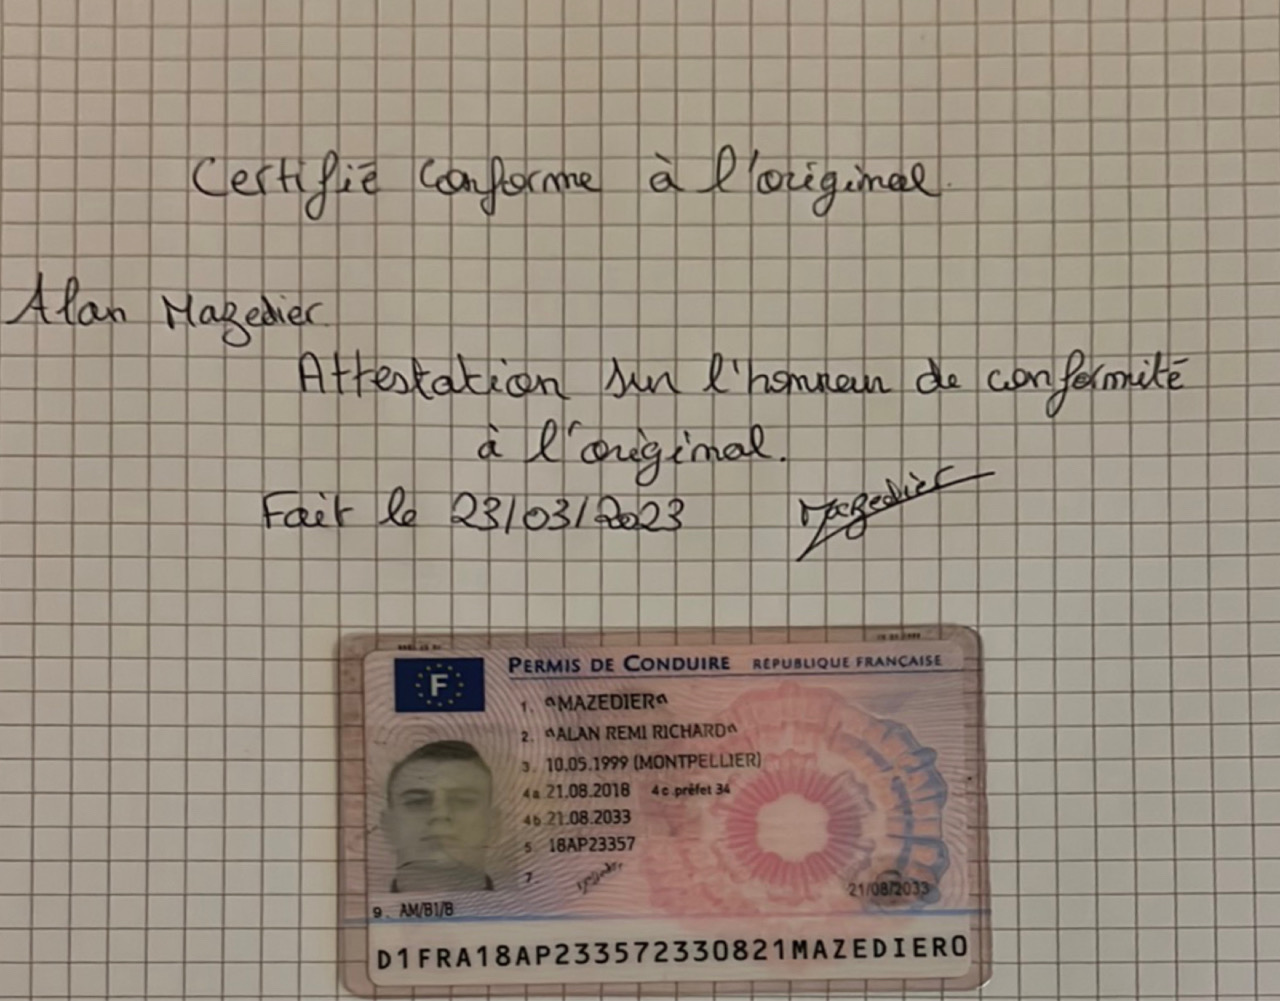 Certifié conforme à l'original.
Alan Mazedier
Attestation sur l'honneur de conformité
à l'original.
Fait le 23/03/2023 Mazedier
F
PERMIS DE CONDUIRE RÉPUBLIQUE FRANÇAISE
1. "MAZEDIER"
2. "ALAN REMI RICHARD"
3. 10.05.1999 (MONTPELLIER)
4a 21.08.2018 4c préfet 34
4b 21.08.2033
5 18AP23357
7.
21/08/2033
9. AM/B1/B
D1FRA18AP233572330821MAZEDIER0